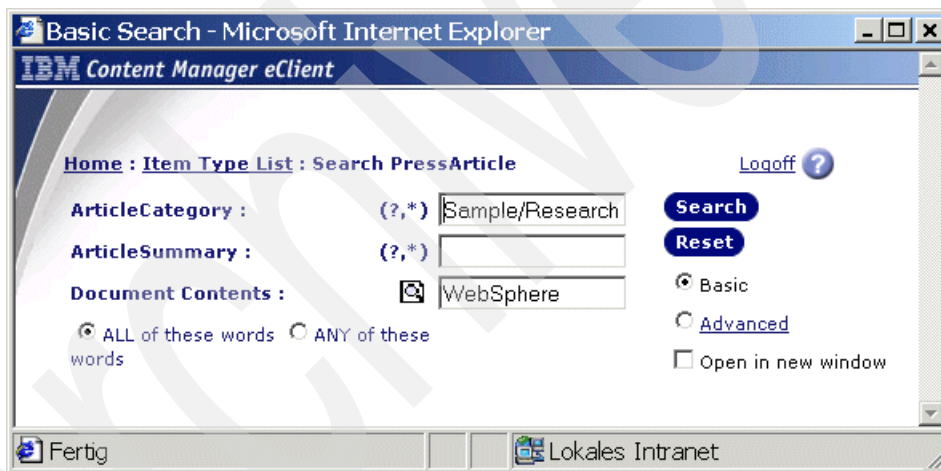 Basic Search - Microsoft Internet Explorer
IBM Content Manager eClient
Home : Item Type List : Search PressArticle Logoff ?
ArticleCategory : (?,*) Sample/Research Search
ArticleSummary : (?,*) Reset
Document Contents : WebSphere Basic
ALL of these words ANY of these words Advanced
Open in new window
Fertig Lokales Intranet